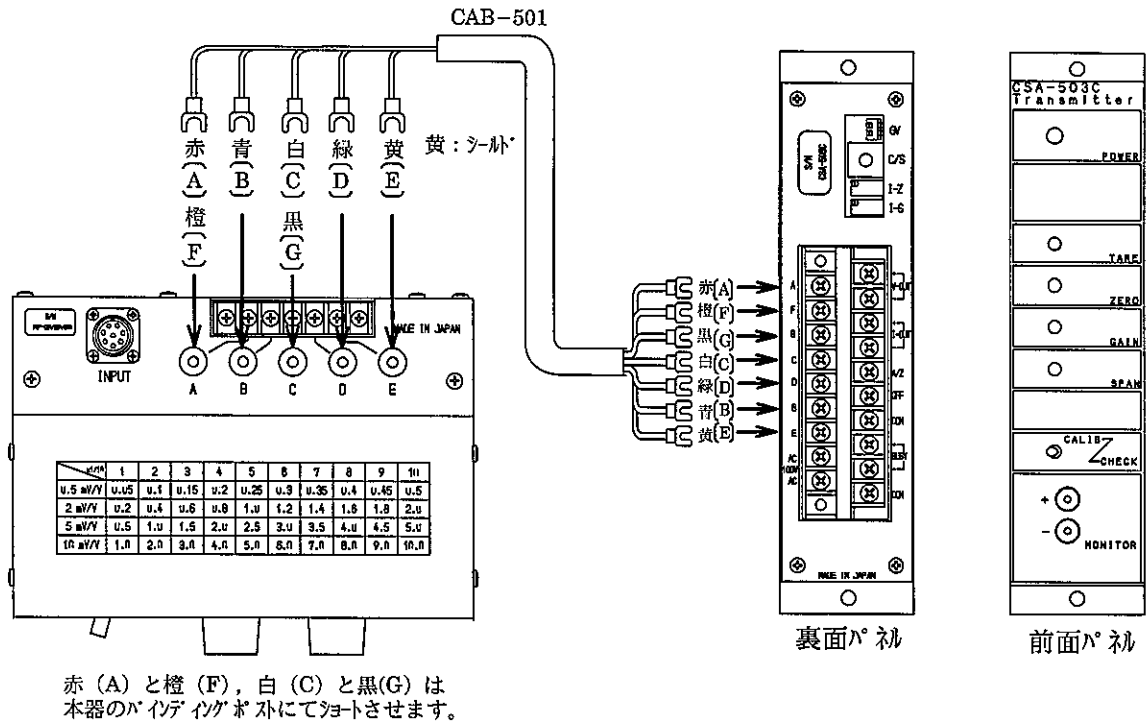 CAB-501
赤(A) 青(B) 白(C) 緑(D) 黄(E)
橙(F) 黒(G)
黄：シールド
MADE IN JAPAN
INPUT
A B C D E
1 2 3 4 5 6 7 8 9 10
0.5 mV/V 0.05 0.1 0.15 0.2 0.25 0.3 0.35 0.4 0.45 0.5
2 mV/V 0.2 0.4 0.6 0.8 1.0 1.2 1.4 1.6 1.8 2.0
5 mV/V 0.5 1.0 1.5 2.0 2.5 3.0 3.5 4.0 4.5 5.0
10 mV/V 1.0 2.0 3.0 4.0 5.0 6.0 7.0 8.0 9.0 10.0
赤（A）と橙（F），白（C）と黒(G)は
本器のバインディングポストにてショートさせます。
赤(A)
橙(F)
黒(G)
白(C)
緑(D)
青(B)
黄(E)
S/N
CSA-503C
GV
C/S
I-Z
I-G
A
F
C
D
B
E
AC
100V
AC
V-OUT
I-OUT
A/Z
OFF
COM
BUSY
COM
MADE IN JAPAN
裏面パネル
CSA-503C
Transmitter
POWER
TARE
ZERO
GAIN
SPAN
CALIB
CHECK
+
-
MONITOR
前面パネル